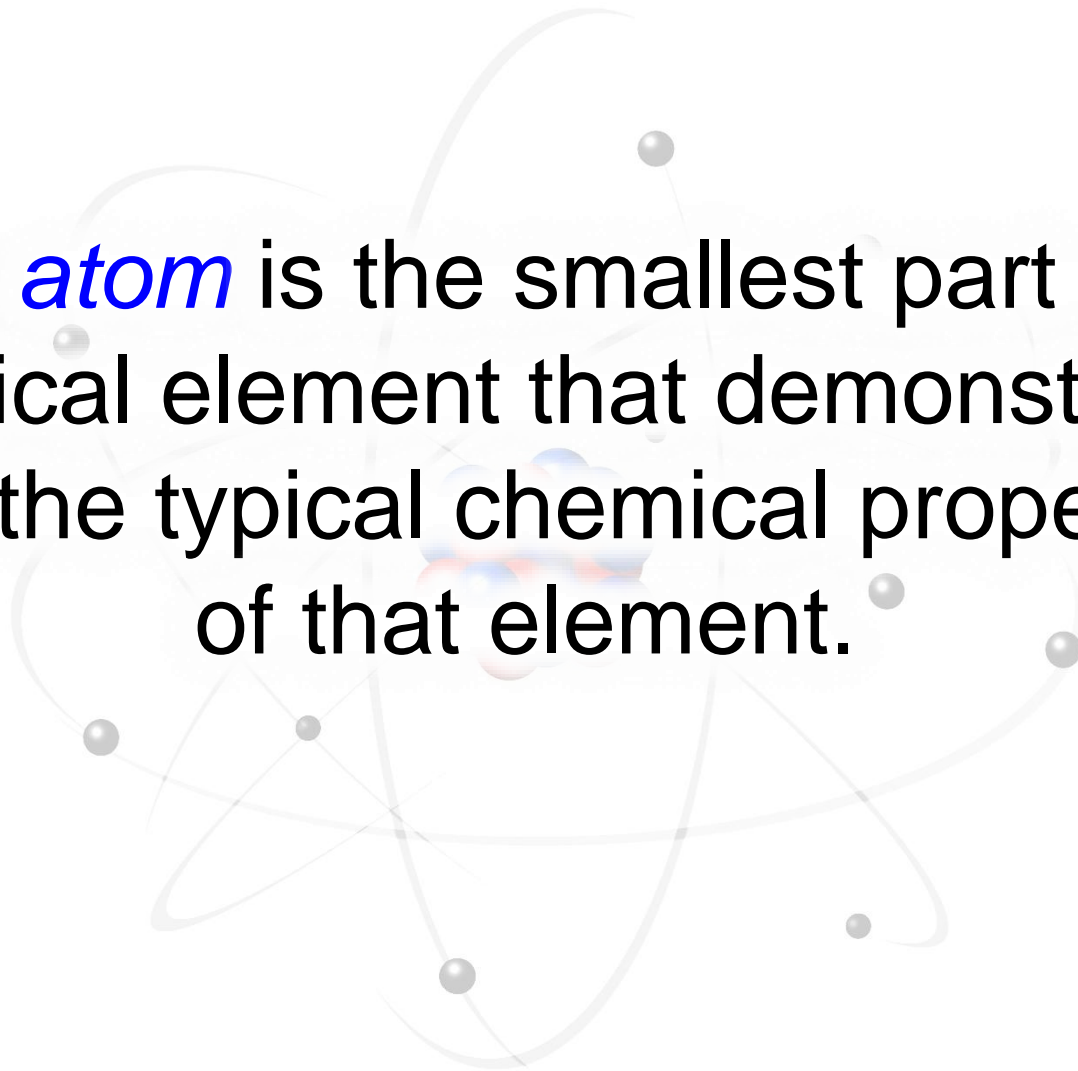 atom is the smallest part
ical element that demonst
the typical chemical prope
of that element.